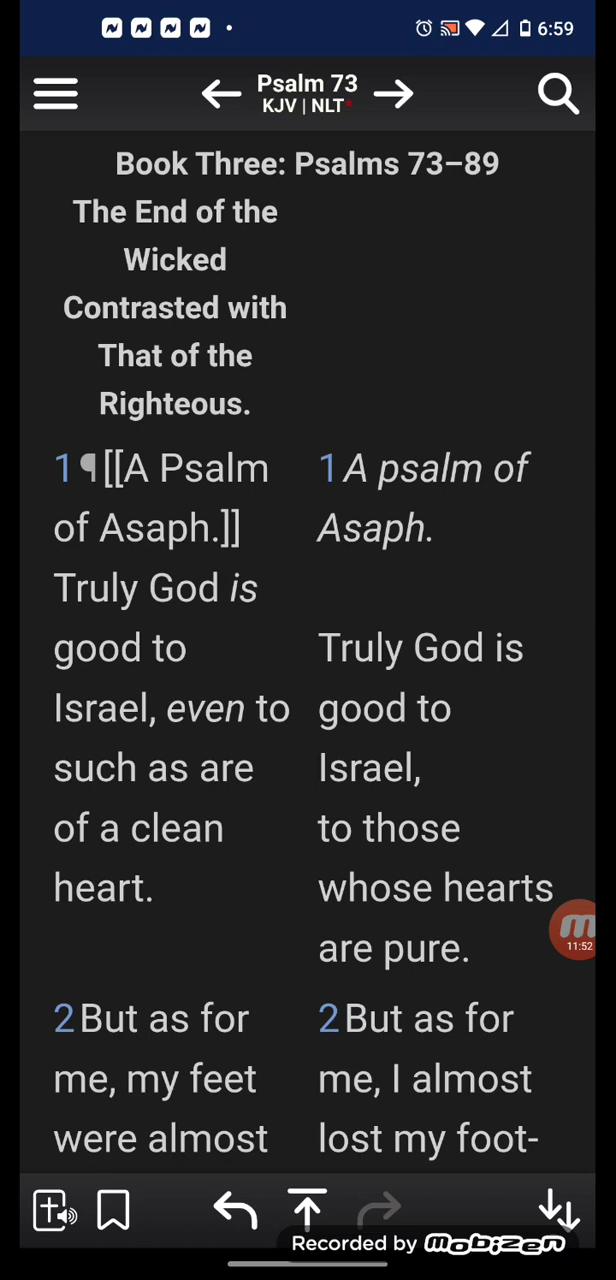 6:59
Psalm 73
KJV | NLT*
Book Three: Psalms 73–89
The End of the
Wicked
Contrasted with
That of the
Righteous.
1 ¶ [[A Psalm
of Asaph.]]
Truly God is
good to
Israel, even to
such as are
of a clean
heart.
2 But as for
me, my feet
were almost
1 A psalm of
Asaph.
Truly God is
good to
Israel,
to those
whose hearts
are pure.
2 But as for
me, I almost
lost my foot-
11:52
Recorded by mobizen